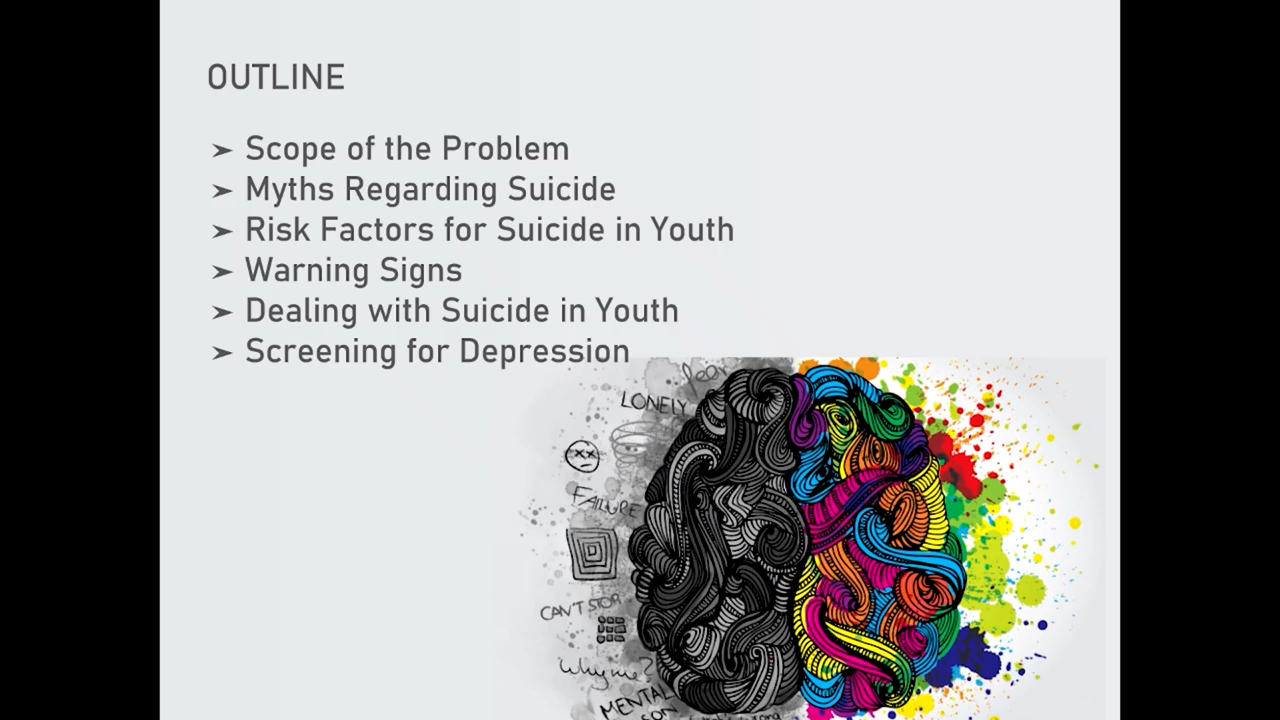 OUTLINE
➢ Scope of the Problem
➢ Myths Regarding Suicide
➢ Risk Factors for Suicide in Youth
➢ Warning Signs
➢ Dealing with Suicide in Youth
➢ Screening for Depression
LONELY
FAILURE
CAN'T STOP
Why me?
MENTAL